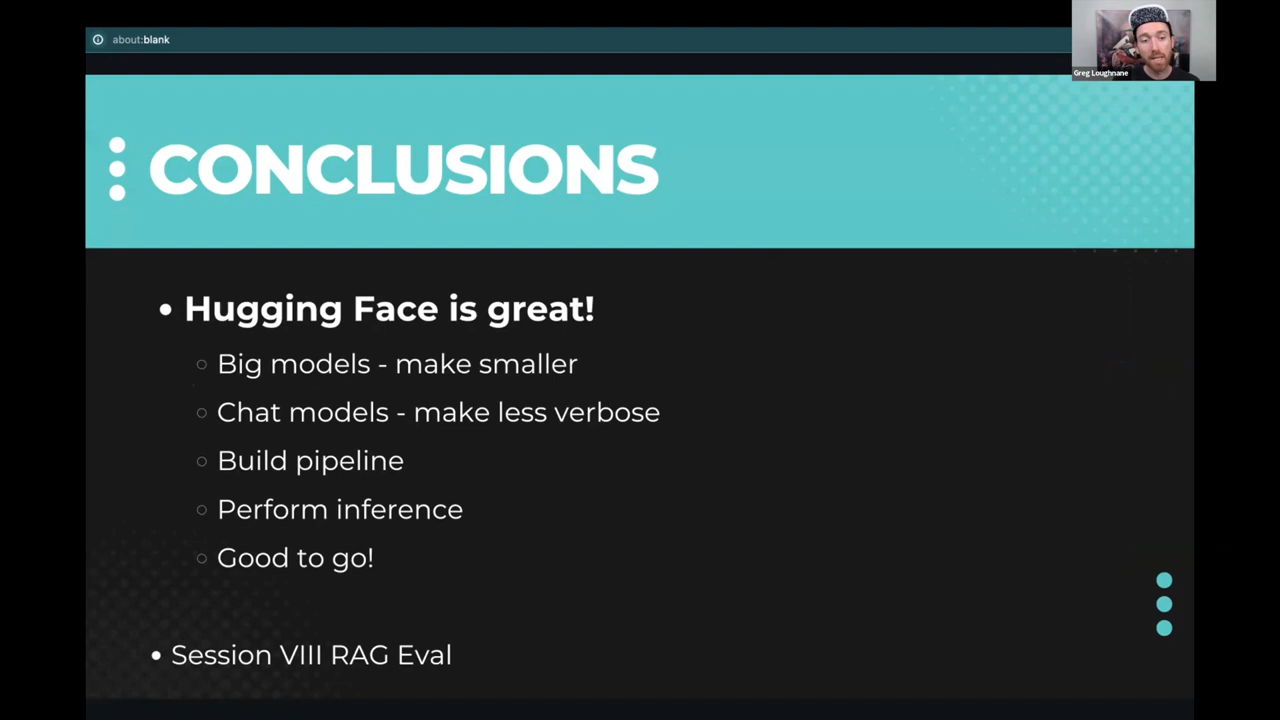 about:blank
Greg Loughnane
CONCLUSIONS
• Hugging Face is great!
○ Big models - make smaller
○ Chat models - make less verbose
○ Build pipeline
○ Perform inference
○ Good to go!
• Session VIII RAG Eval